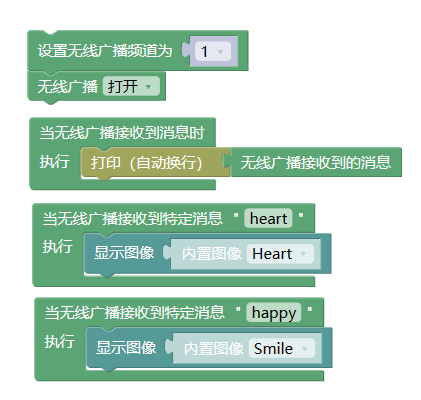 设置无线广播频道为 1
无线广播 打开
当无线广播接收到消息时
执行 打印（自动换行） 无线广播接收到的消息
当无线广播接收到特定消息 " heart "
执行 显示图像 内置图像 Heart
当无线广播接收到特定消息 " happy "
执行 显示图像 内置图像 Smile